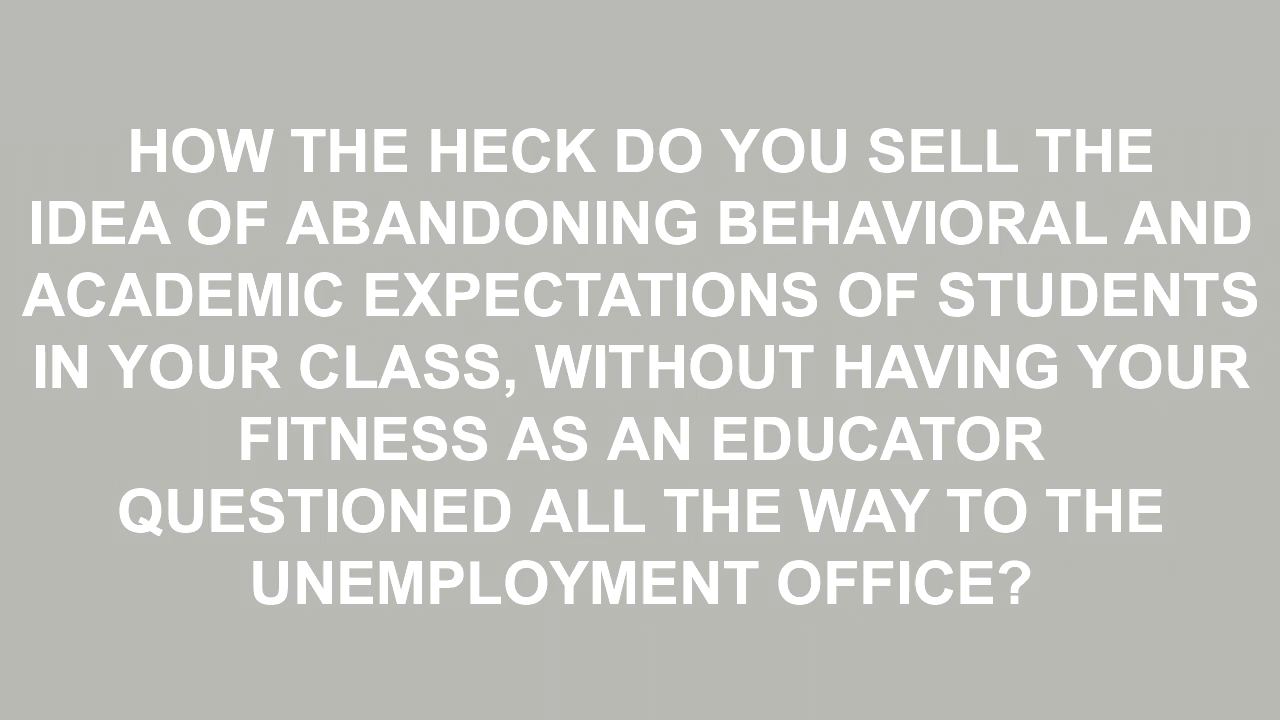 HOW THE HECK DO YOU SELL THE
IDEA OF ABANDONING BEHAVIORAL AND
ACADEMIC EXPECTATIONS OF STUDENTS
IN YOUR CLASS, WITHOUT HAVING YOUR
FITNESS AS AN EDUCATOR
QUESTIONED ALL THE WAY TO THE
UNEMPLOYMENT OFFICE?